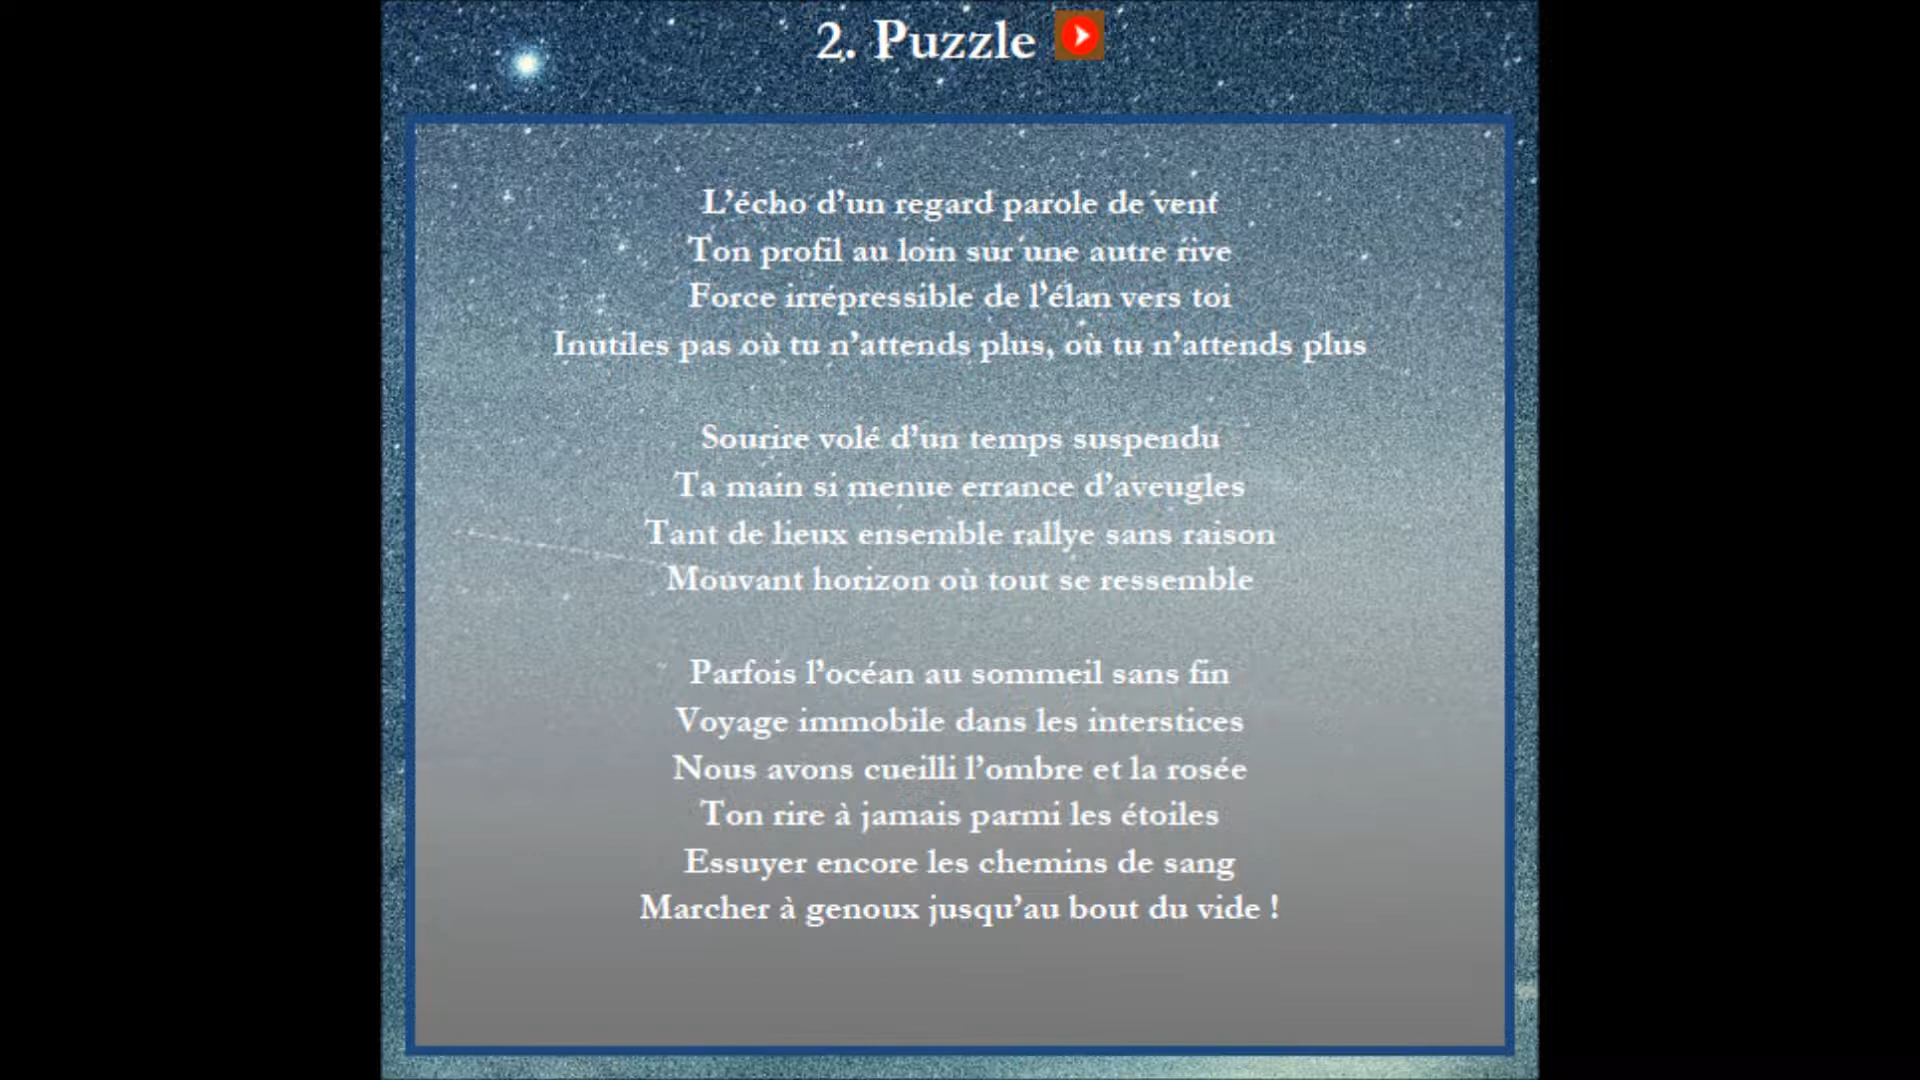 2. Puzzle
L’écho d’un regard parole de vent
Ton profil au loin sur une autre rive
Force irrépressible de l’élan vers toi
Inutiles pas où tu n’attends plus, où tu n’attends plus
Sourire volé d’un temps suspendu
Ta main si menue errance d’aveugles
Tant de lieux ensemble rallye sans raison
Mouvant horizon où tout se ressemble
Parfois l’océan au sommeil sans fin
Voyage immobile dans les interstices
Nous avons cueilli l’ombre et la rosée
Ton rire à jamais parmi les étoiles
Essuyer encore les chemins de sang
Marcher à genoux jusqu’au bout du vide !